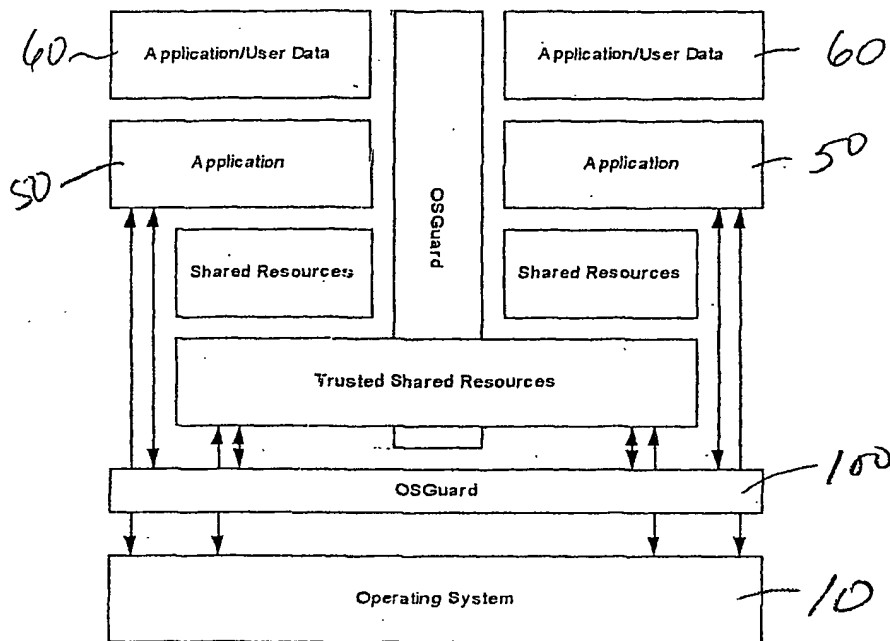 60 Application/User Data Application/User Data 60
50 Application Application 50
OSGuard
Shared Resources Shared Resources
Trusted Shared Resources
OSGuard 100
Operating System 10